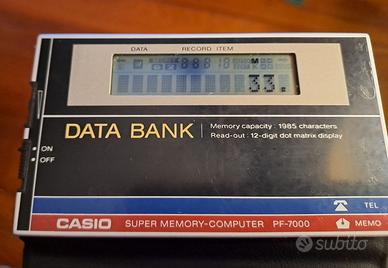 DATA RECORD ITEM
M
33.
DATA BANK
Memory capacity : 1985 characters
Read-out : 12-digit dot matrix display
ON
OFF
TEL
CASIO SUPER MEMORY-COMPUTER PF-7000 MEMO
subito